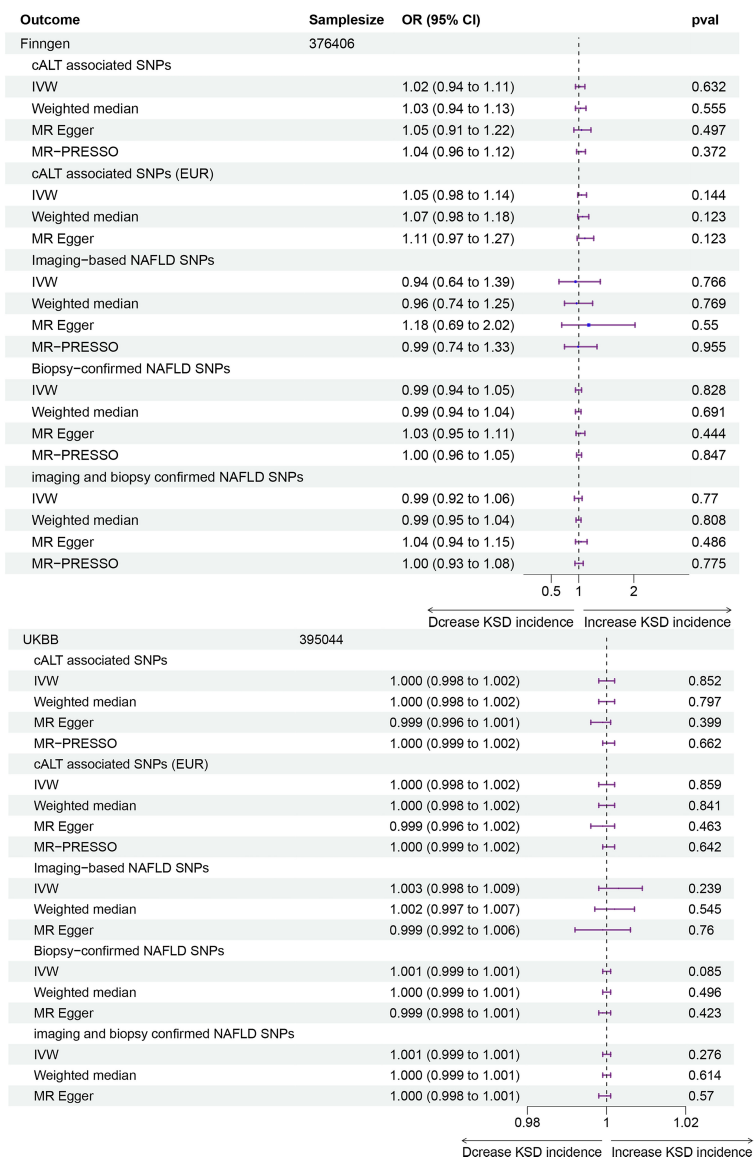 Outcome Samplesize OR (95% CI) pval
Finngen 376406
cALT associated SNPs
IVW 1.02 (0.94 to 1.11) 0.632
Weighted median 1.03 (0.94 to 1.13) 0.555
MR Egger 1.05 (0.91 to 1.22) 0.497
MR−PRESSO 1.04 (0.96 to 1.12) 0.372
cALT associated SNPs (EUR)
IVW 1.05 (0.98 to 1.14) 0.144
Weighted median 1.07 (0.98 to 1.18) 0.123
MR Egger 1.11 (0.97 to 1.27) 0.123
Imaging−based NAFLD SNPs
IVW 0.94 (0.64 to 1.39) 0.766
Weighted median 0.96 (0.74 to 1.25) 0.769
MR Egger 1.18 (0.69 to 2.02) 0.55
MR−PRESSO 0.99 (0.74 to 1.33) 0.955
Biopsy−confirmed NAFLD SNPs
IVW 0.99 (0.94 to 1.05) 0.828
Weighted median 0.99 (0.94 to 1.04) 0.691
MR Egger 1.03 (0.95 to 1.11) 0.444
MR−PRESSO 1.00 (0.96 to 1.05) 0.847
imaging and biopsy confirmed NAFLD SNPs
IVW 0.99 (0.92 to 1.06) 0.77
Weighted median 0.99 (0.95 to 1.04) 0.808
MR Egger 1.04 (0.94 to 1.15) 0.486
MR−PRESSO 1.00 (0.93 to 1.08) 0.775
0.5 1 2
Dcrease KSD incidence Increase KSD incidence
UKBB 395044
cALT associated SNPs
IVW 1.000 (0.998 to 1.002) 0.852
Weighted median 1.000 (0.998 to 1.002) 0.797
MR Egger 0.999 (0.996 to 1.001) 0.399
MR−PRESSO 1.000 (0.999 to 1.002) 0.662
cALT associated SNPs (EUR)
IVW 1.000 (0.998 to 1.002) 0.859
Weighted median 1.000 (0.998 to 1.002) 0.841
MR Egger 0.999 (0.996 to 1.002) 0.463
MR−PRESSO 1.000 (0.999 to 1.002) 0.642
Imaging−based NAFLD SNPs
IVW 1.003 (0.998 to 1.009) 0.239
Weighted median 1.002 (0.997 to 1.007) 0.545
MR Egger 0.999 (0.992 to 1.006) 0.76
Biopsy−confirmed NAFLD SNPs
IVW 1.001 (0.999 to 1.001) 0.085
Weighted median 1.000 (0.999 to 1.001) 0.496
MR Egger 0.999 (0.998 to 1.001) 0.423
imaging and biopsy confirmed NAFLD SNPs
IVW 1.001 (0.999 to 1.001) 0.276
Weighted median 1.000 (0.999 to 1.001) 0.614
MR Egger 1.000 (0.998 to 1.001) 0.57
0.98 1 1.02
Dcrease KSD incidence Increase KSD incidence